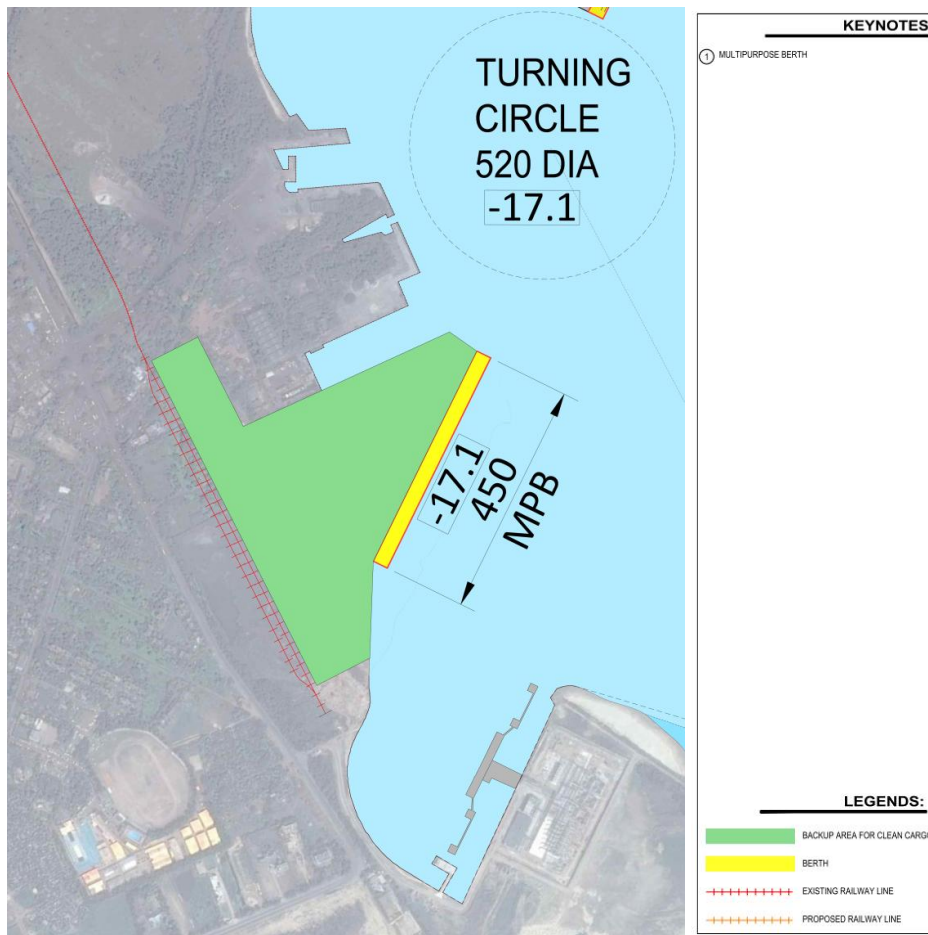 TURNING
CIRCLE
520 DIA
-17.1
-17.1
450
MPB
KEYNOTES
1 MULTIPURPOSE BERTH
LEGENDS:
BACKUP AREA FOR CLEAN CARG
BERTH
EXISTING RAILWAY LINE
PROPOSED RAILWAY LINE